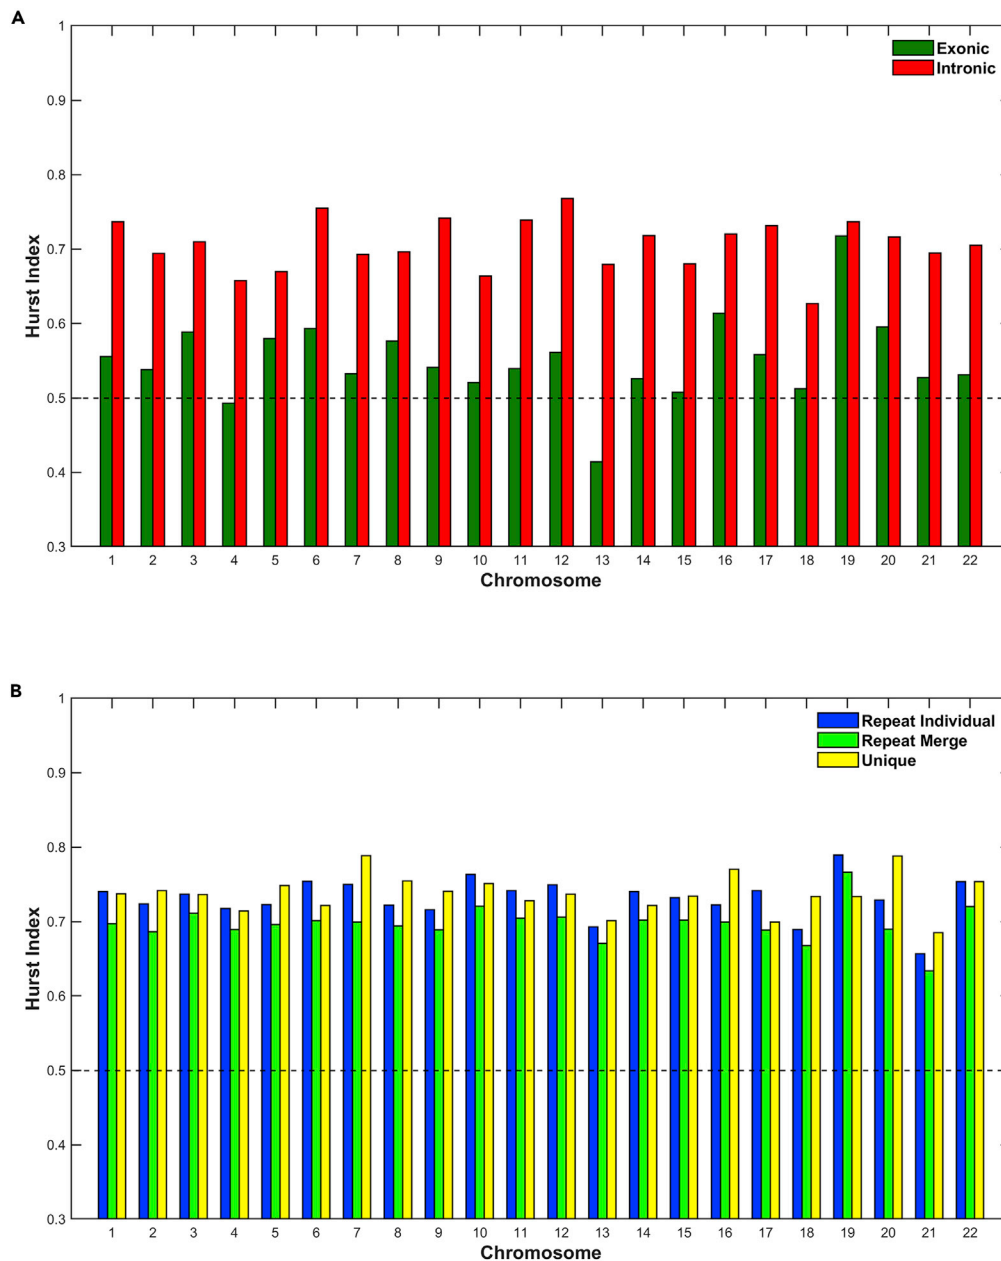 A
1
0.9
0.8
0.7
0.6
0.5
0.4
0.3
Hurst Index
Exonic
Intronic
1 2 3 4 5 6 7 8 9 10 11 12 13 14 15 16 17 18 19 20 21 22
Chromosome
B
1
0.9
0.8
0.7
0.6
0.5
0.4
0.3
Hurst Index
Repeat Individual
Repeat Merge
Unique
1 2 3 4 5 6 7 8 9 10 11 12 13 14 15 16 17 18 19 20 21 22
Chromosome